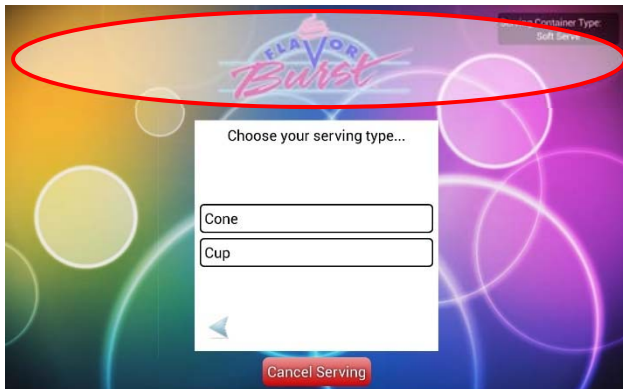 Serving Container Type:
Soft Serve
FLAVOR
Burst
Choose your serving type...
Cone
Cup
Cancel Serving